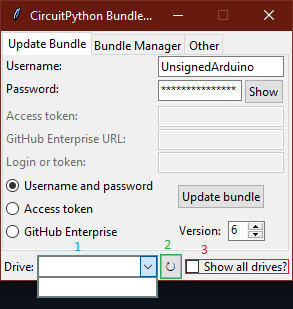 CircuitPython Bundle...
Update Bundle Bundle Manager Other
Username: UnsignedArduino
Password: *************** Show
Access token:
GitHub Enterprise URL:
Login or token:
Username and password
Access token
Update bundle
GitHub Enterprise
Version: 6
1 2 3
Drive: Show all drives?